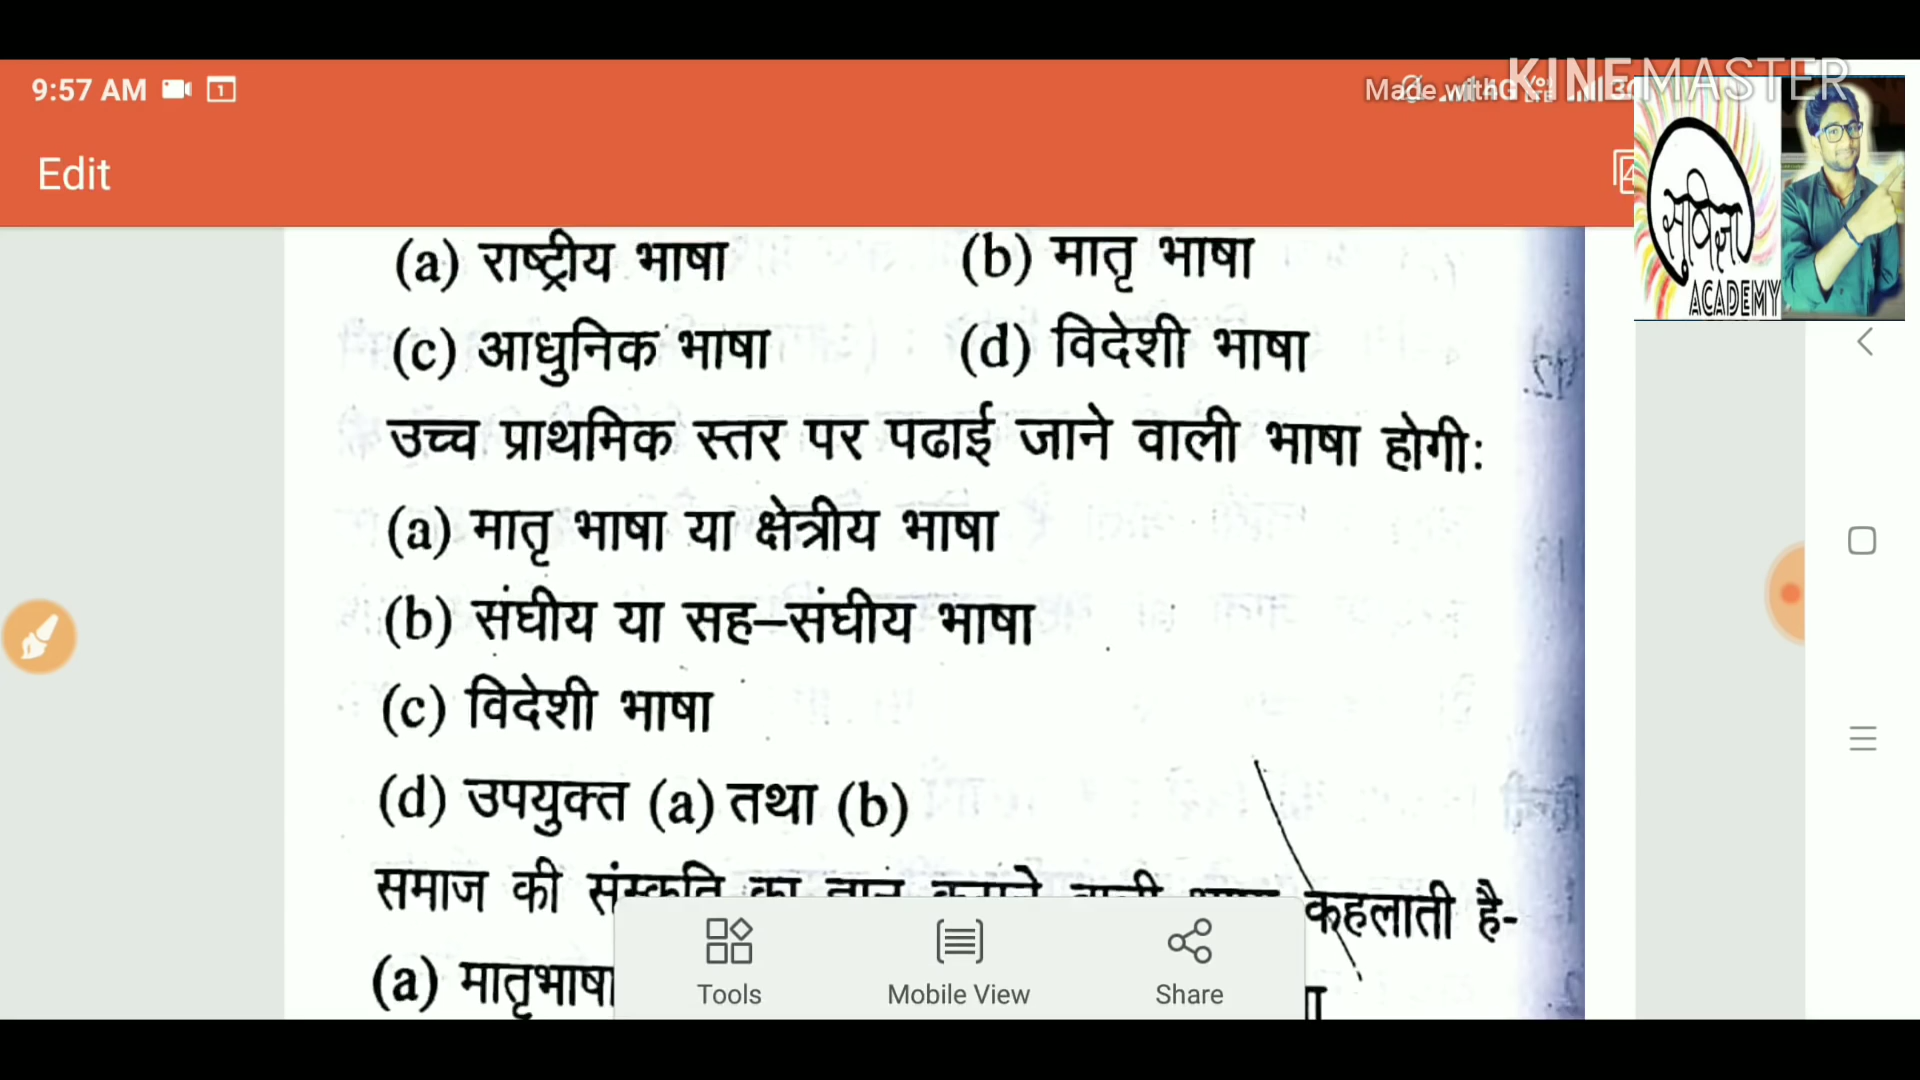 9:57 AM
Made with KINEMASTER
Edit
सुविज्ञ
ACADEMY
(a) राष्ट्रीय भाषा (b) मातृ भाषा
(c) आधुनिक भाषा (d) विदेशी भाषा
उच्च प्राथमिक स्तर पर पढाई जाने वाली भाषा होगी:
(a) मातृ भाषा या क्षेत्रीय भाषा
(b) संघीय या सह–संघीय भाषा
(c) विदेशी भाषा
(d) उपयुक्त (a) तथा (b)
समाज की संस्कृति का कहलाती है-
(a) मातृभाषा
Tools Mobile View Share